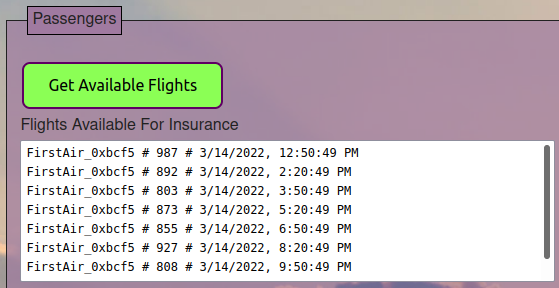 Passengers
Get Available Flights
Flights Available For Insurance
FirstAir_0xbcf5 # 987 # 3/14/2022, 12:50:49 PM
FirstAir_0xbcf5 # 892 # 3/14/2022, 2:20:49 PM
FirstAir_0xbcf5 # 803 # 3/14/2022, 3:50:49 PM
FirstAir_0xbcf5 # 873 # 3/14/2022, 5:20:49 PM
FirstAir_0xbcf5 # 855 # 3/14/2022, 6:50:49 PM
FirstAir_0xbcf5 # 927 # 3/14/2022, 8:20:49 PM
FirstAir_0xbcf5 # 808 # 3/14/2022, 9:50:49 PM